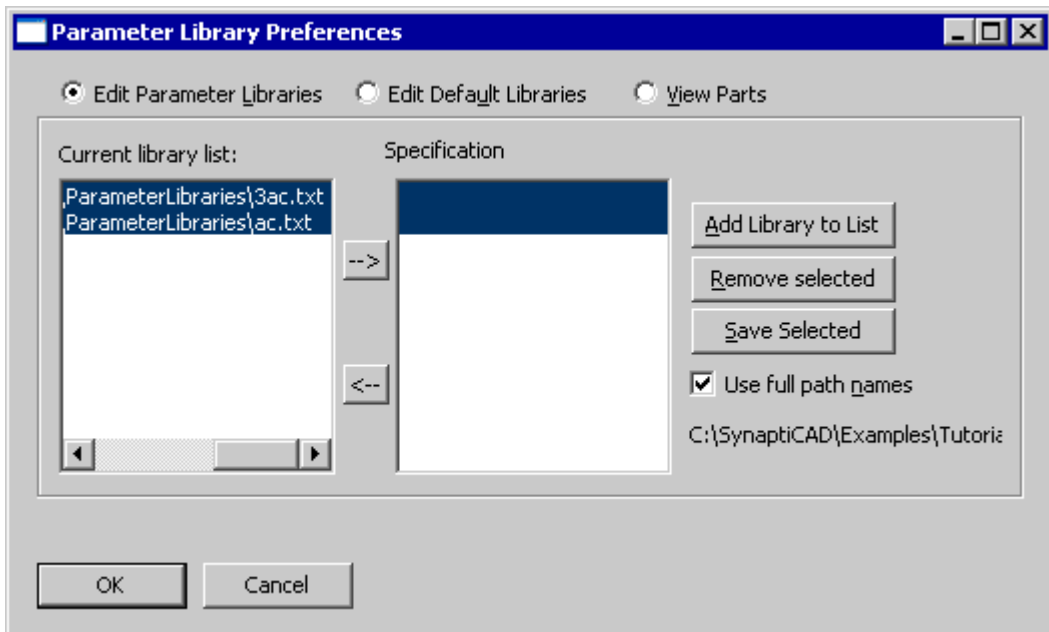 Parameter Library Preferences
Edit Parameter Libraries Edit Default Libraries View Parts
Current library list: Specification
ParameterLibraries\3ac.txt
ParameterLibraries\ac.txt
Add Library to List
-->
Remove selected
Save Selected
<--
Use full path names
C:\SynaptiCAD\Examples\Tutoria
OK Cancel